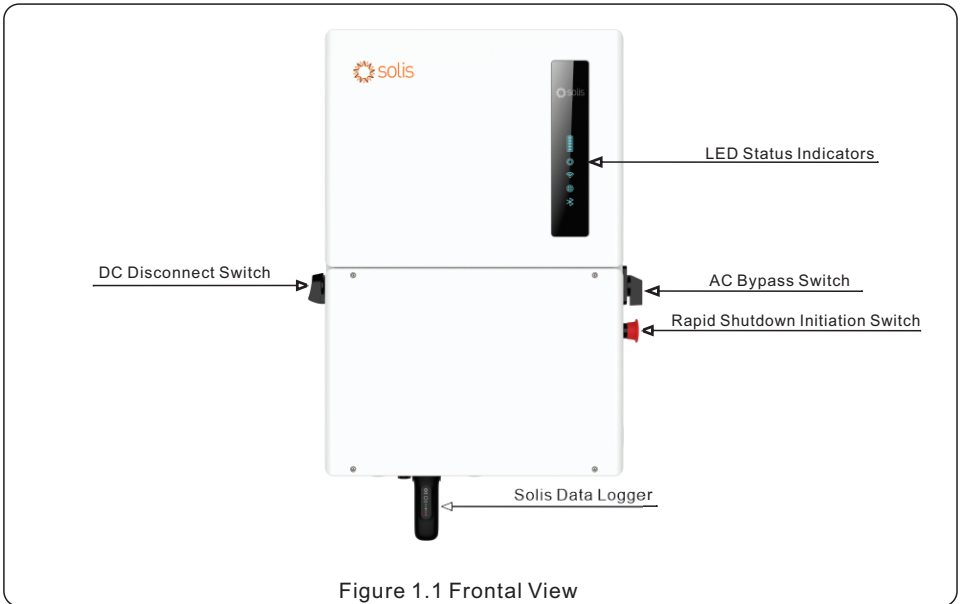 solis
solis
LED Status Indicators
DC Disconnect Switch
AC Bypass Switch
Rapid Shutdown Initiation Switch
Solis Data Logger
Figure 1.1 Frontal View